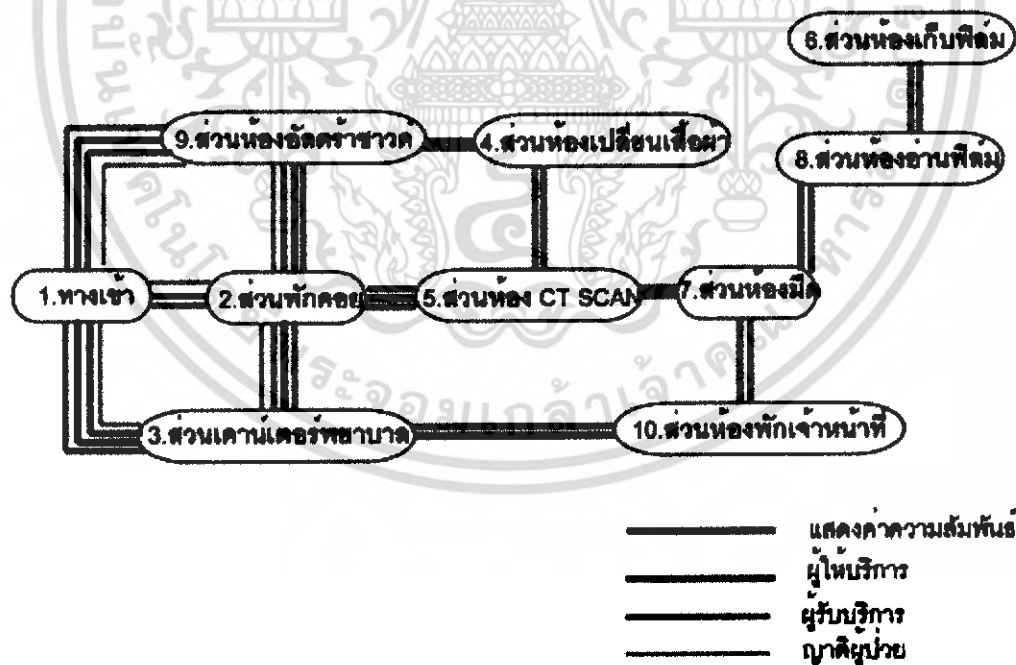 6.ส่วนห้องเก็บฟิล์ม
9.ส่วนห้องอัลตร้าซาวด์
4.ส่วนห้องเปลี่ยนเสื้อผา
8.ส่วนห้องอ่านฟิล์ม
1.ทางเข้า
2.ส่วนพักคอย
5.ส่วนห้อง CT SCAN
7.ส่วนห้องมืด
3.ส่วนเคาน์เตอร์พยาบาล
10.ส่วนห้องพักเจ้าหน้าที่
แสดงค่าความสัมพันธ์
ผู้ให้บริการ
ผู้รับบริการ
ญาติผู้ป่วย